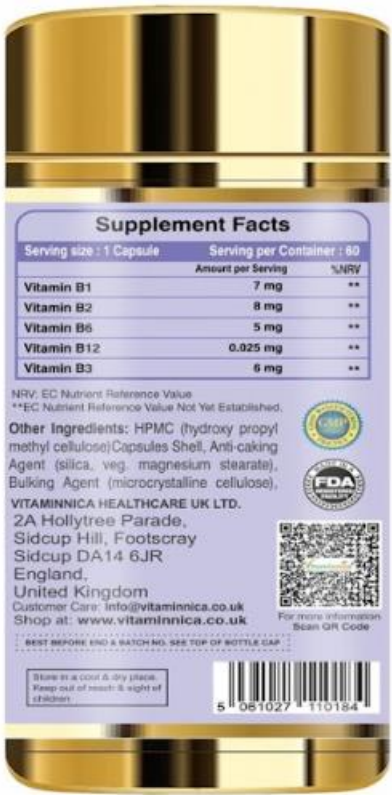 Supplement Facts
Serving size : 1 Capsule Serving per Container : 60
Amount per Serving %NRV
Vitamin B1 7 mg **
Vitamin B2 8 mg **
Vitamin B6 5 mg **
Vitamin B12 0.025 mg **
Vitamin B3 6 mg **
NRV: EC Nutrient Reference Value
**EC Nutrient Reference Value Not Yet Established.
Other Ingredients: HPMC (hydroxy propyl
methyl cellulose)Capsules Shell, Anti-caking
Agent (silica, veg. magnesium stearate),
Bulking Agent (microcrystalline cellulose),
GMP
FDA
VITAMINNICA HEALTHCARE UK LTD.
2A Hollytree Parade,
Sidcup Hill, Footscray
Sidcup DA14 6JR
England,
United Kingdom
Customer Care: info@vitaminnica.co.uk
Shop at: www.vitaminnica.co.uk
For more information
Scan QR Code
BEST BEFORE END & BATCH NO. SEE TOP OF BOTTLE CAP
Store in a cool & dry place.
Keep out of reach & sight of
children
5 061027 110184